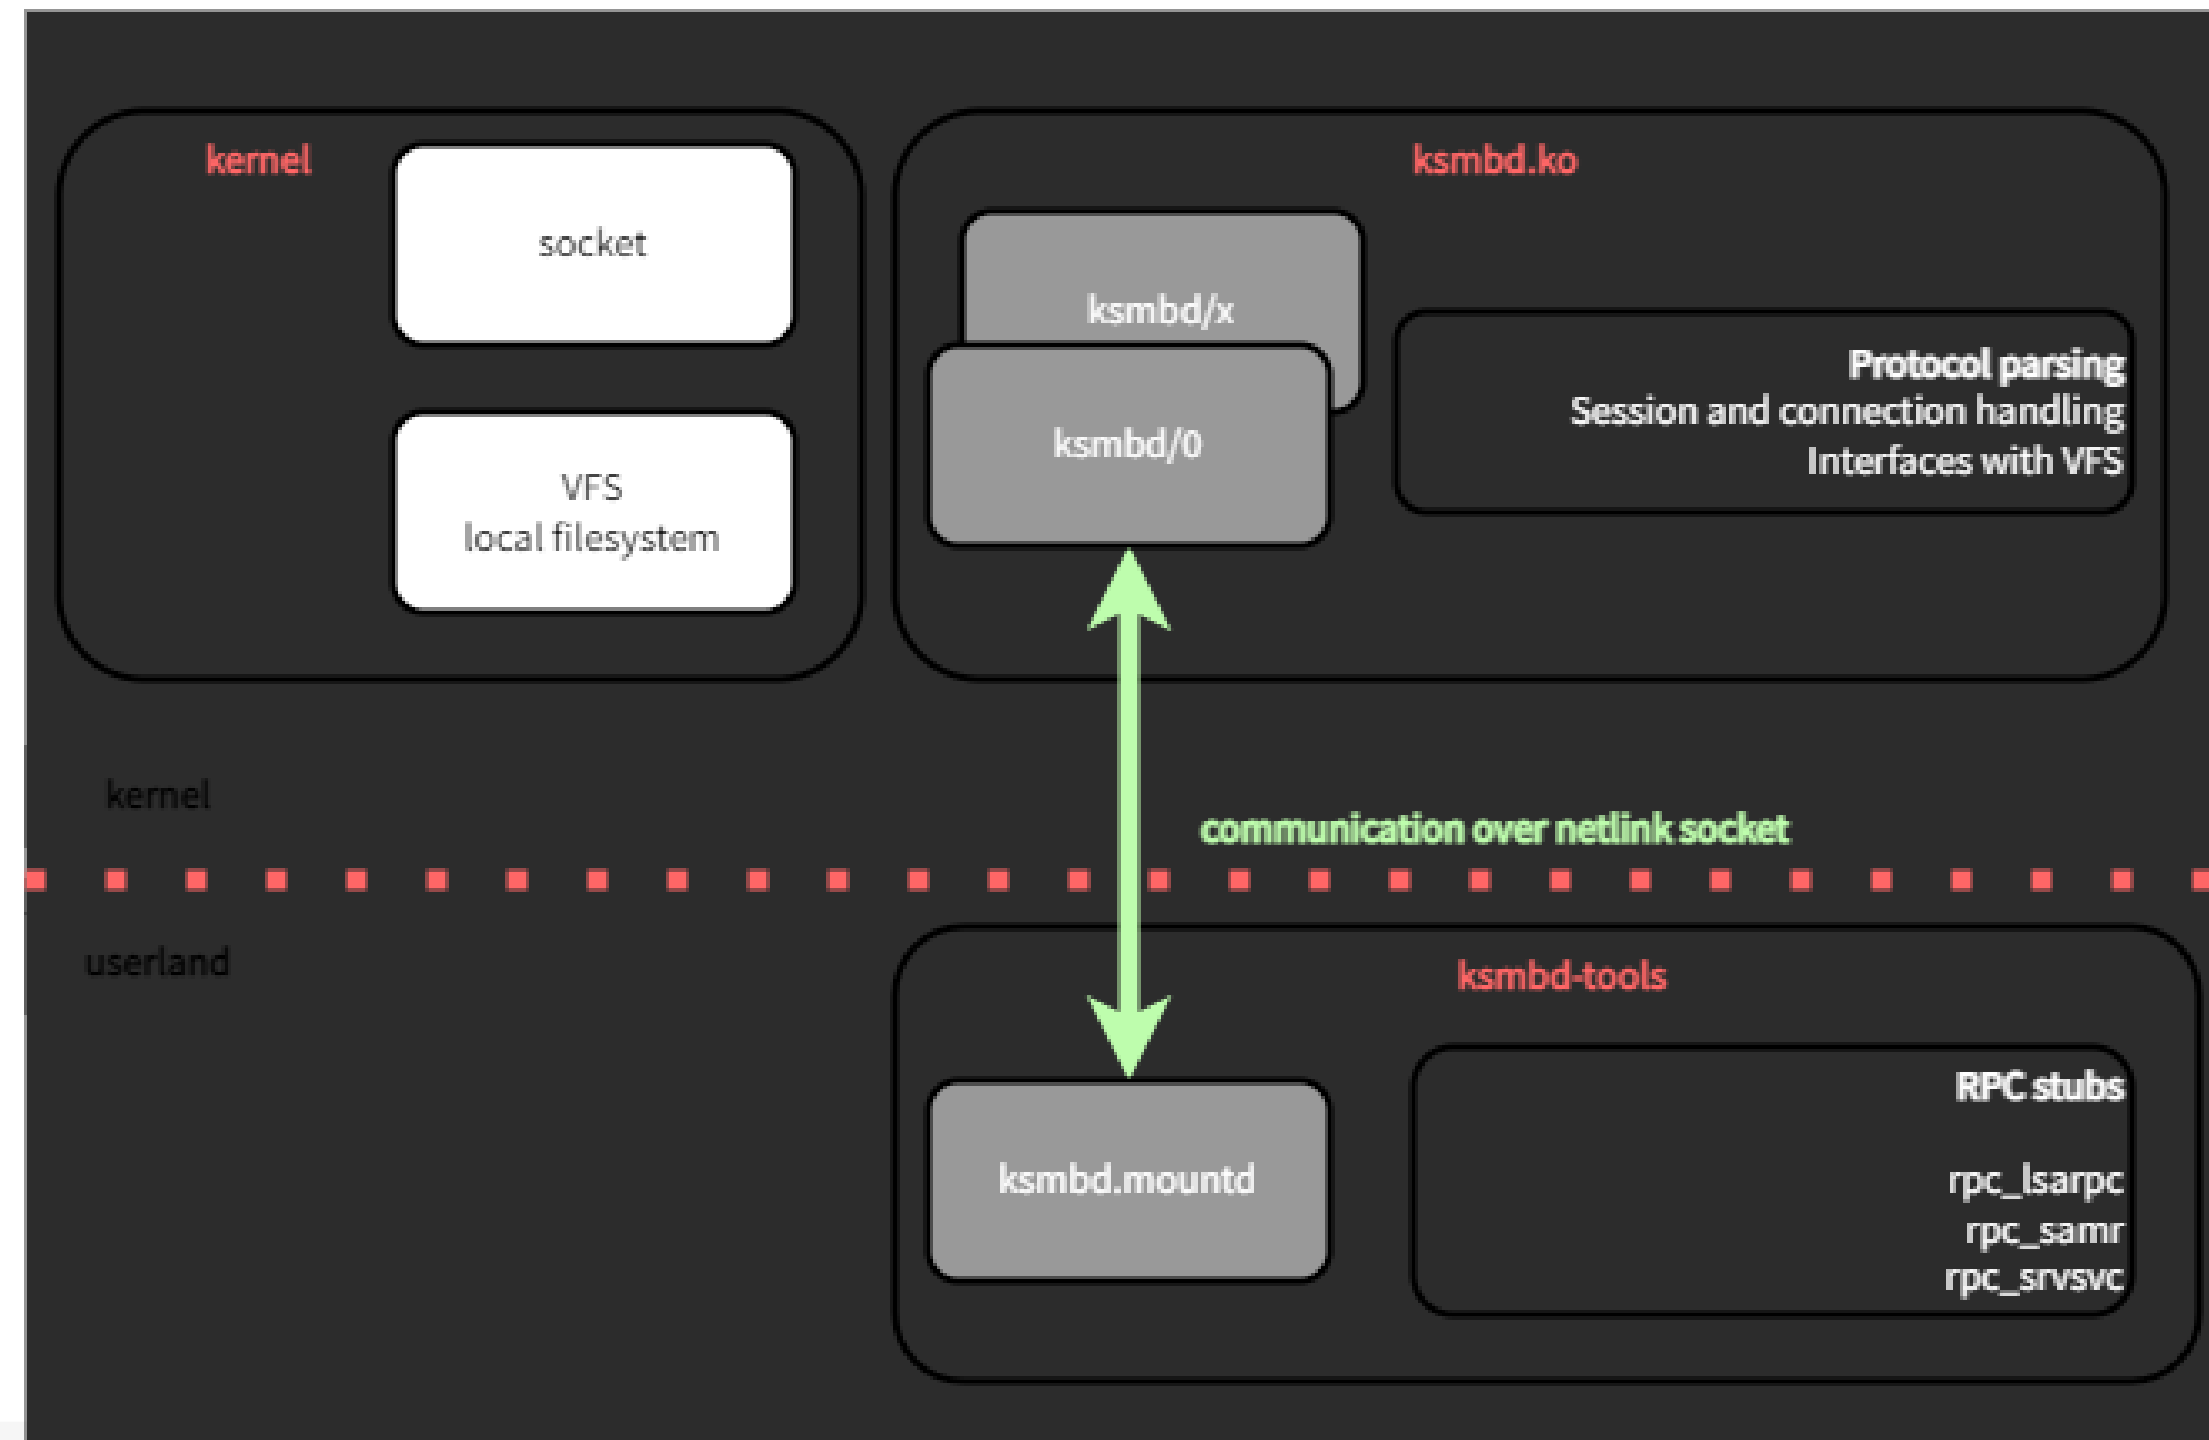 kernel
socket
VFS
local filesystem
ksmbd.ko
ksmbd/x
ksmbd/0
Protocol parsing
Session and connection handling
Interfaces with VFS
kernel
communication over netlink socket
userland
ksmbd-tools
ksmbd.mountd
RPC stubs
rpc_lsarpc
rpc_samr
rpc_srvsvc